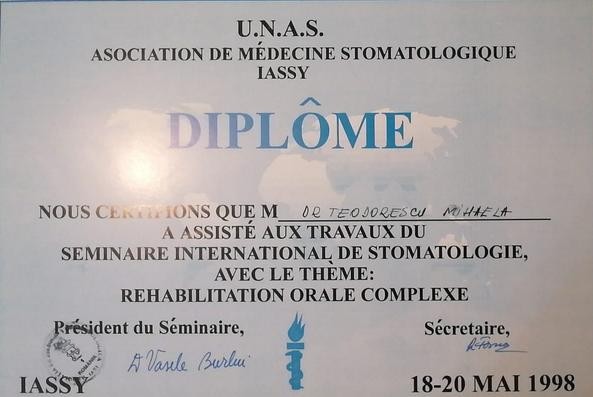 U.N.A.S.
ASOCIATION DE MÉDECINE STOMATOLOGIQUE
IASSY
DIPLÔME
NOUS CERTIFIONS QUE M DR TEODORESCU MIHAELA
A ASSISTÉ AUX TRAVAUX DU
SEMINAIRE INTERNATIONAL DE STOMATOLOGIE,
AVEC LE THÈME:
REHABILITATION ORALE COMPLEXE
Président du Séminaire, Sécretaire,
Dr Vasile Burlui
IASSY 18-20 MAI 1998